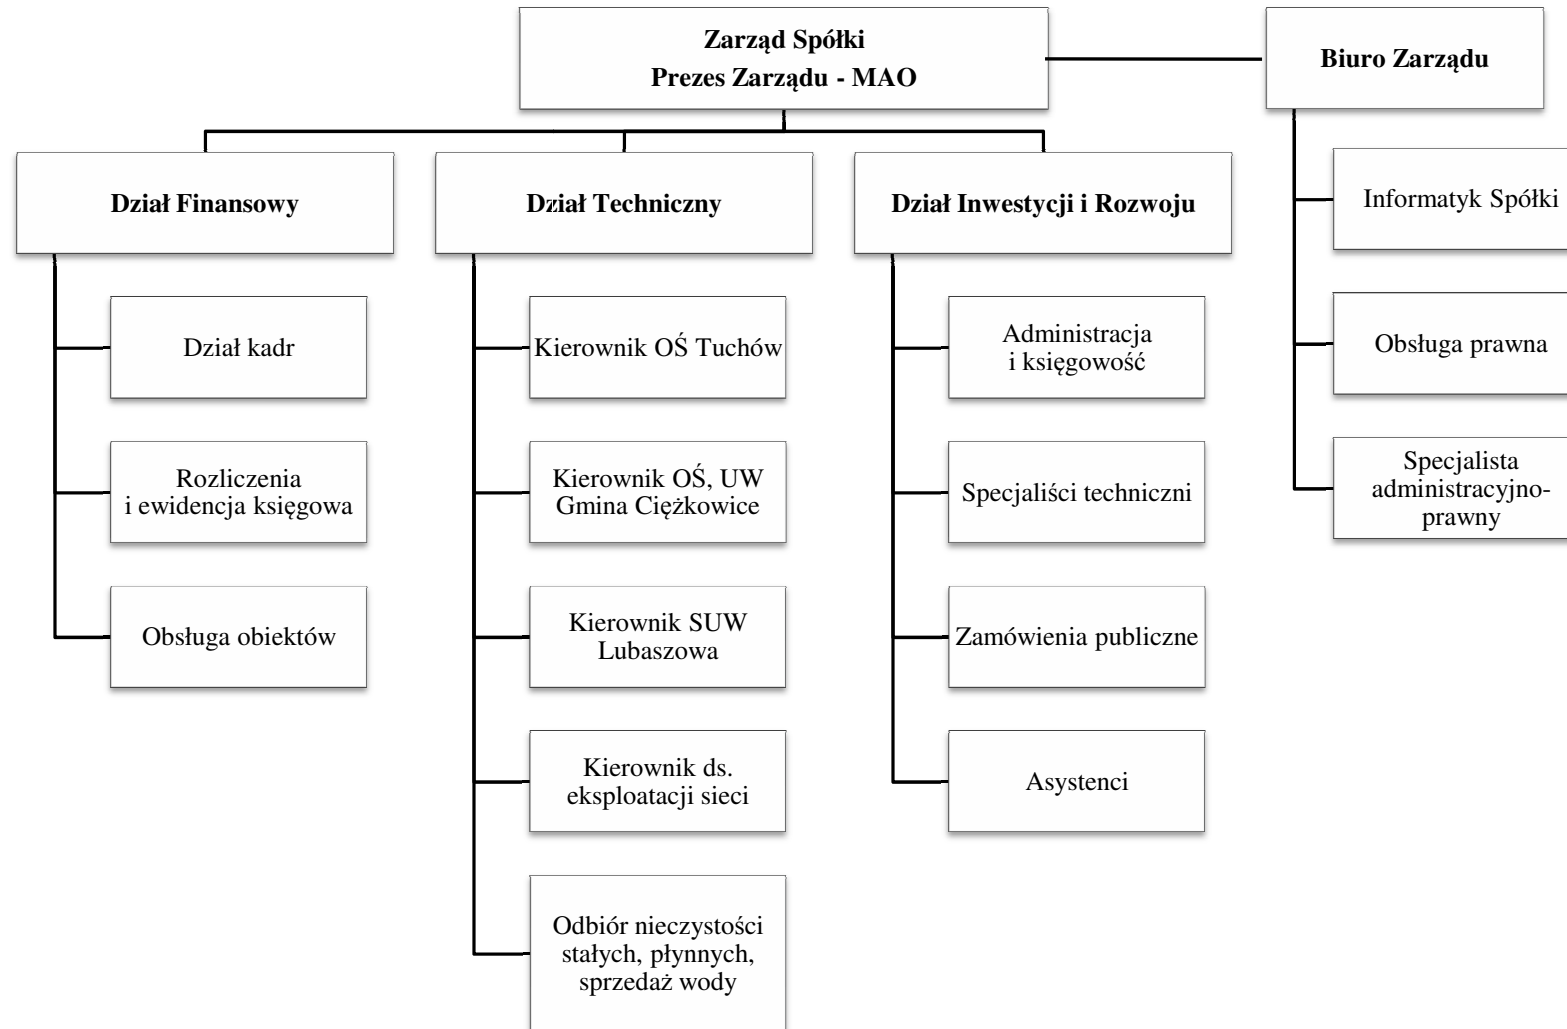 Zarząd Spółki
Prezes Zarządu - MAO
Biuro Zarządu
Dział Finansowy
Dział Techniczny
Dział Inwestycji i Rozwoju
Informatyk Spółki
Obsługa prawna
Specjalista
administracyjno-
prawny
Dział kadr
Rozliczenia
i ewidencja księgowa
Obsługa obiektów
Kierownik OŚ Tuchów
Kierownik OŚ, UW
Gmina Ciężkowice
Kierownik SUW
Lubaszowa
Kierownik ds.
eksploatacji sieci
Odbiór nieczystości
stałych, płynnych,
sprzedaż wody
Administracja
i księgowość
Specjaliści techniczni
Zamówienia publiczne
Asystenci